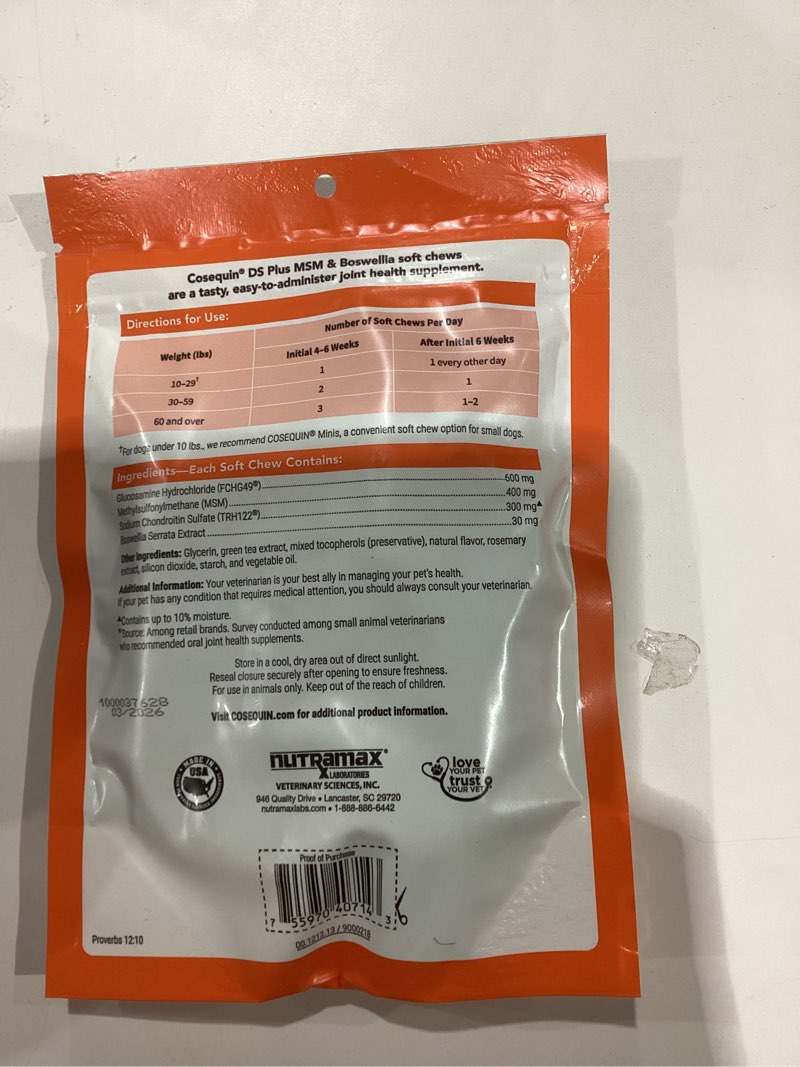 Cosequin® DS Plus MSM & Boswellia soft chews
are a tasty, easy-to-administer joint health supplement.
Directions for Use:
Number of Soft Chews Per Day
Weight (lbs) Initial 4–6 Weeks After Initial 6 Weeks
10–29† 1 1 every other day
30–59 2 1
60 and over 3 1–2
†For dogs under 10 lbs., we recommend COSEQUIN® Minis, a convenient soft chew option for small dogs.
Ingredients—Each Soft Chew Contains:
Glucosamine Hydrochloride (FCHG49®) 600 mg
Methylsulfonylmethane (MSM) 400 mg
Sodium Chondroitin Sulfate (TRH122®) 300 mg▲
Boswellia Serrata Extract 30 mg
Other Ingredients: Glycerin, green tea extract, mixed tocopherols (preservative), natural flavor, rosemary
extract, silicon dioxide, starch, and vegetable oil.
Additional Information: Your veterinarian is your best ally in managing your pet's health.
If your pet has any condition that requires medical attention, you should always consult your veterinarian.
▲Contains up to 10% moisture.
▼Source: Among retail brands. Survey conducted among small animal veterinarians
who recommended oral joint health supplements.
Store in a cool, dry area out of direct sunlight.
Reseal closure securely after opening to ensure freshness.
For use in animals only. Keep out of the reach of children.
1000037628
03/2026
Visit COSEQUIN.com for additional product information.
MADE IN
USA
nutramax®
LABORATORIES
VETERINARY SCIENCES, INC.
946 Quality Drive • Lancaster, SC 29720
nutramaxlabs.com • 1-888-886-6442
love
YOUR PET
trust
YOUR VET
Proof of Purchase
7 55970 40714 3
00.1212.13 / 9000218
Proverbs 12:10